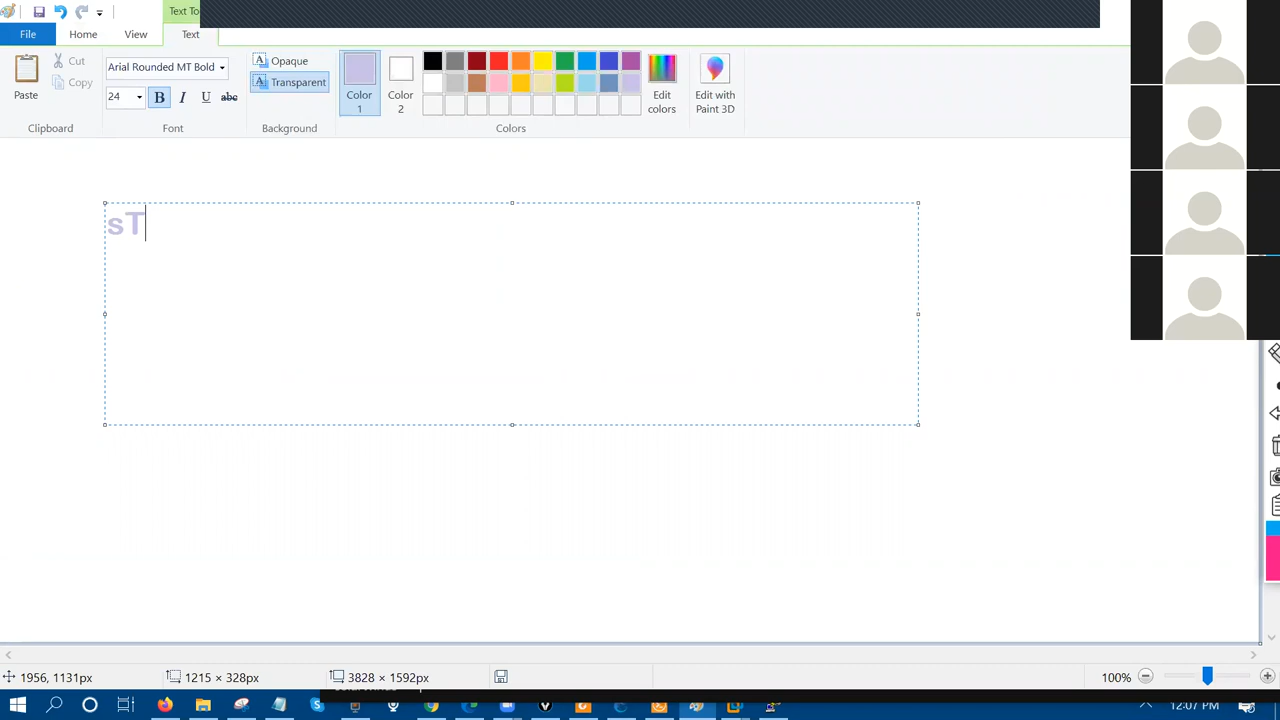 Text To
File Home View Text
Paste
Cut
Copy
Clipboard
Arial Rounded MT Bold
24 B I U abc
Font
Opaque
Transparent
Background
Color 1
Color 2
Edit colors
Colors
Edit with Paint 3D
sT
1956, 1131px 1215 × 328px 3828 × 1592px 100%
12:07 PM